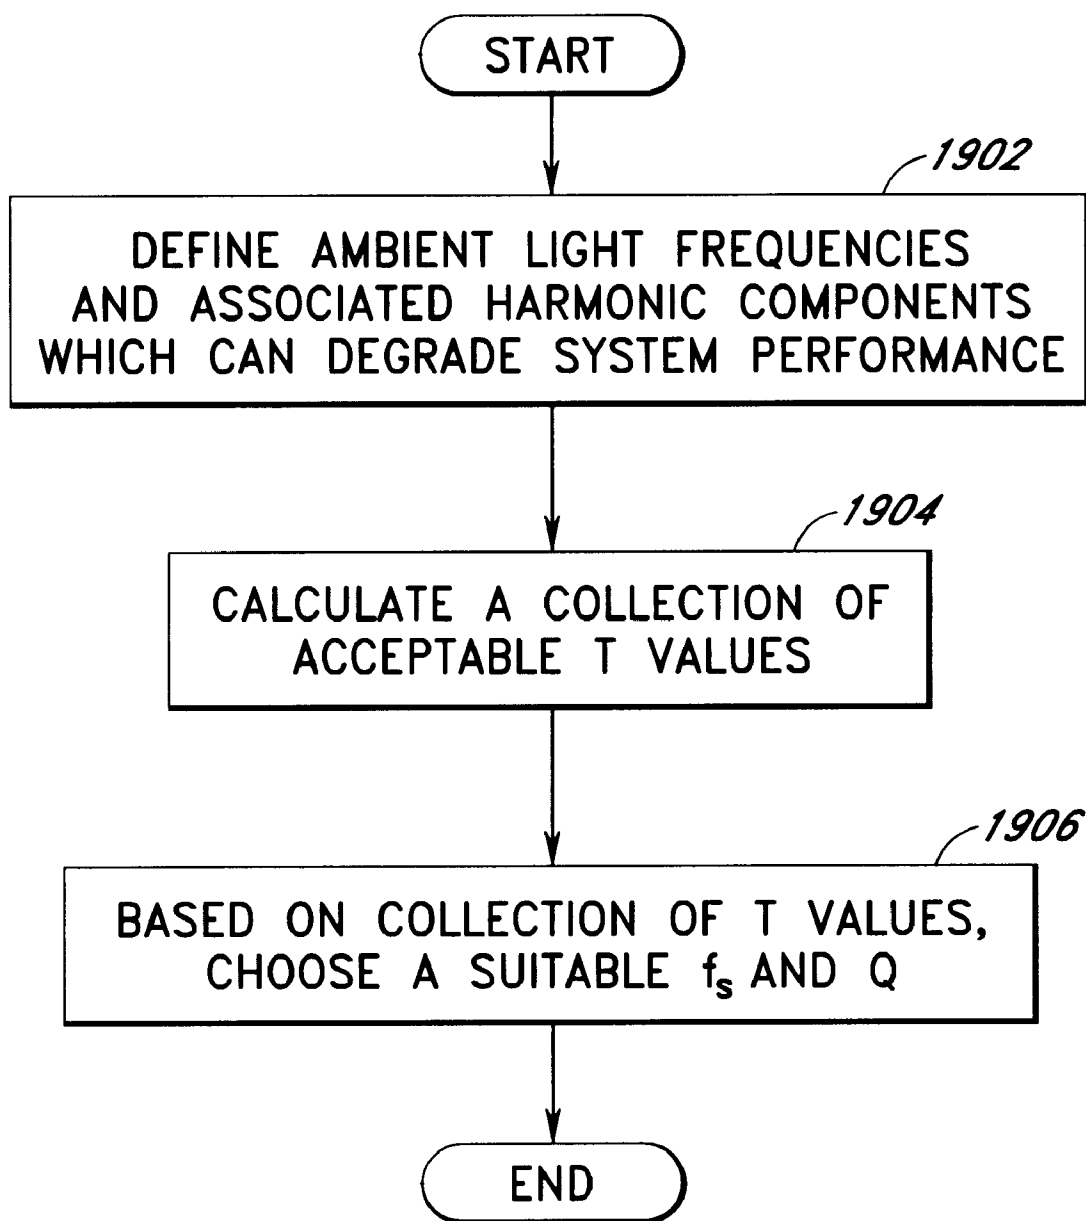 START
1902
DEFINE AMBIENT LIGHT FREQUENCIES
AND ASSOCIATED HARMONIC COMPONENTS
WHICH CAN DEGRADE SYSTEM PERFORMANCE
1904
CALCULATE A COLLECTION OF
ACCEPTABLE T VALUES
1906
BASED ON COLLECTION OF T VALUES,
CHOOSE A SUITABLE fs AND Q
END